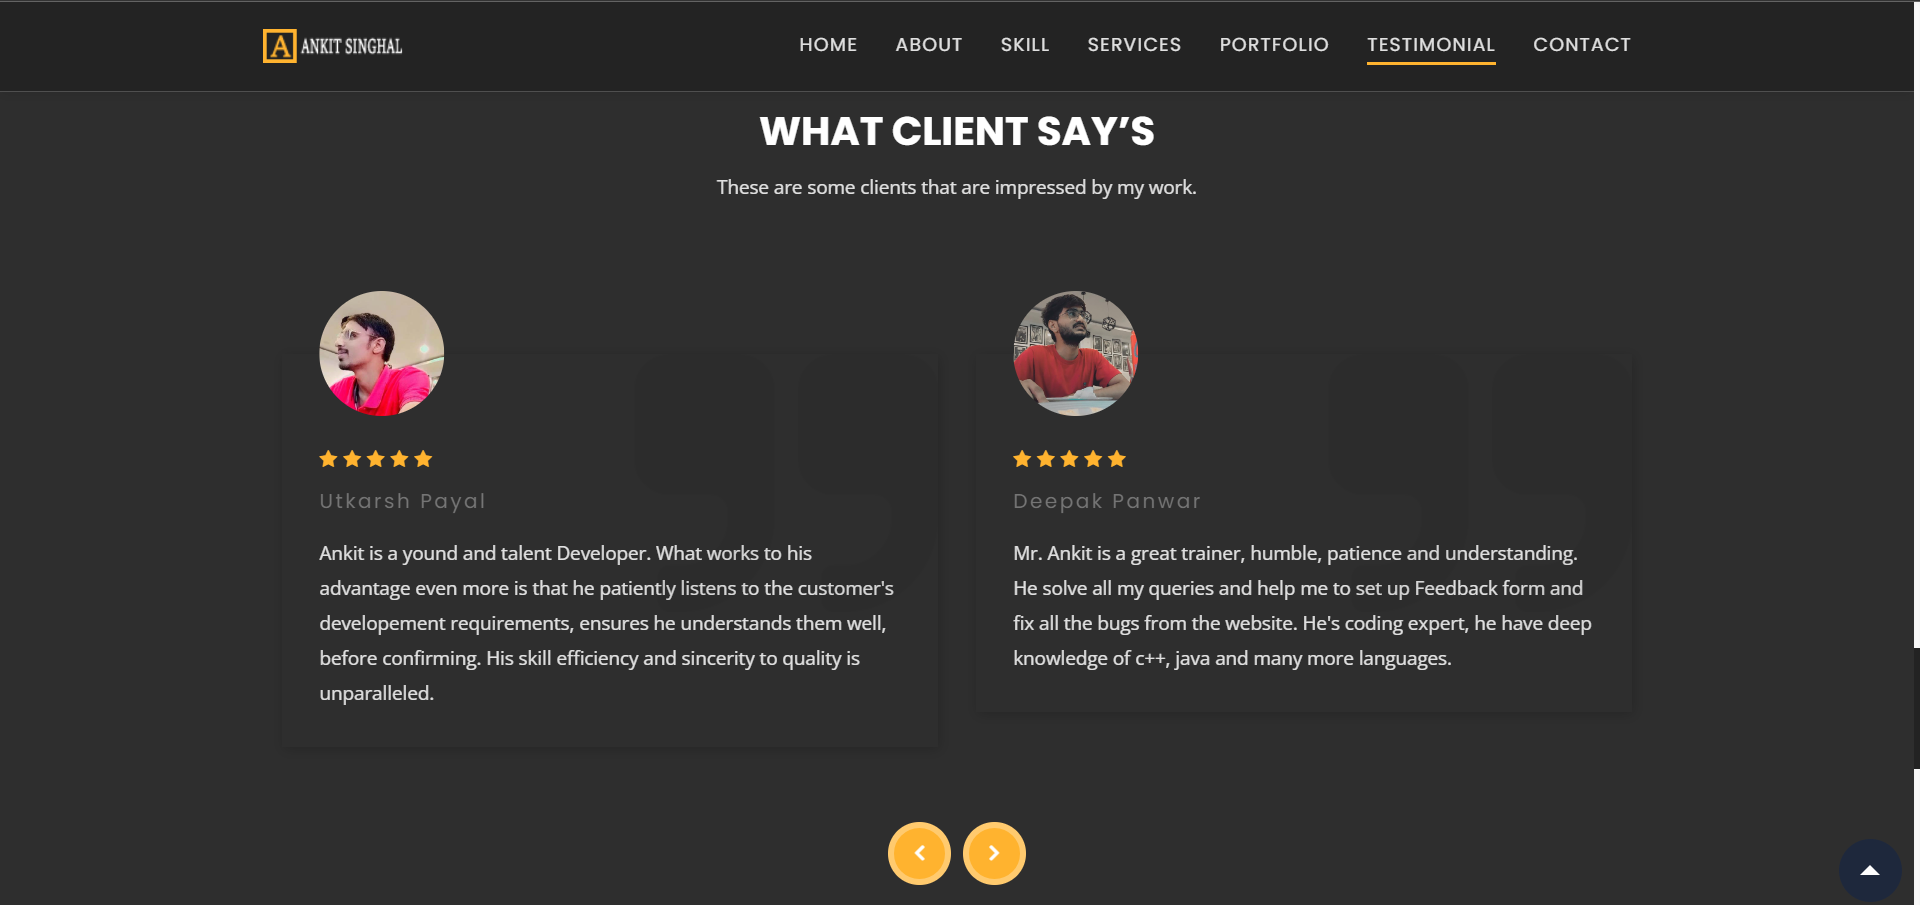 A ANKIT SINGHAL
HOME ABOUT SKILL SERVICES PORTFOLIO TESTIMONIAL CONTACT
WHAT CLIENT SAY’S
These are some clients that are impressed by my work.
Utkarsh Payal
Ankit is a yound and talent Developer. What works to his
advantage even more is that he patiently listens to the customer's
developement requirements, ensures he understands them well,
before confirming. His skill efficiency and sincerity to quality is
unparalleled.
Deepak Panwar
Mr. Ankit is a great trainer, humble, patience and understanding.
He solve all my queries and help me to set up Feedback form and
fix all the bugs from the website. He's coding expert, he have deep
knowledge of c++, java and many more languages.